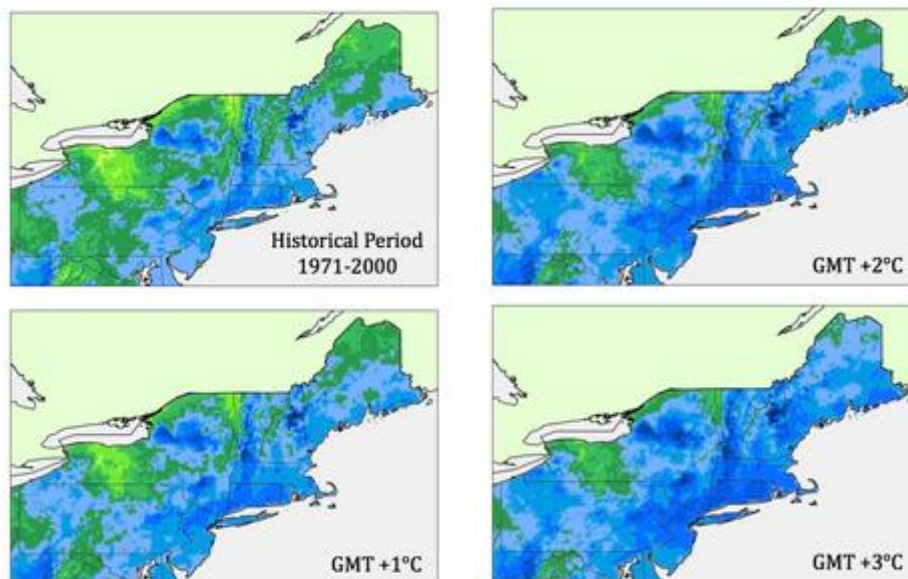 Historical Period
1971-2000
GMT +2°C
GMT +1°C
GMT +3°C